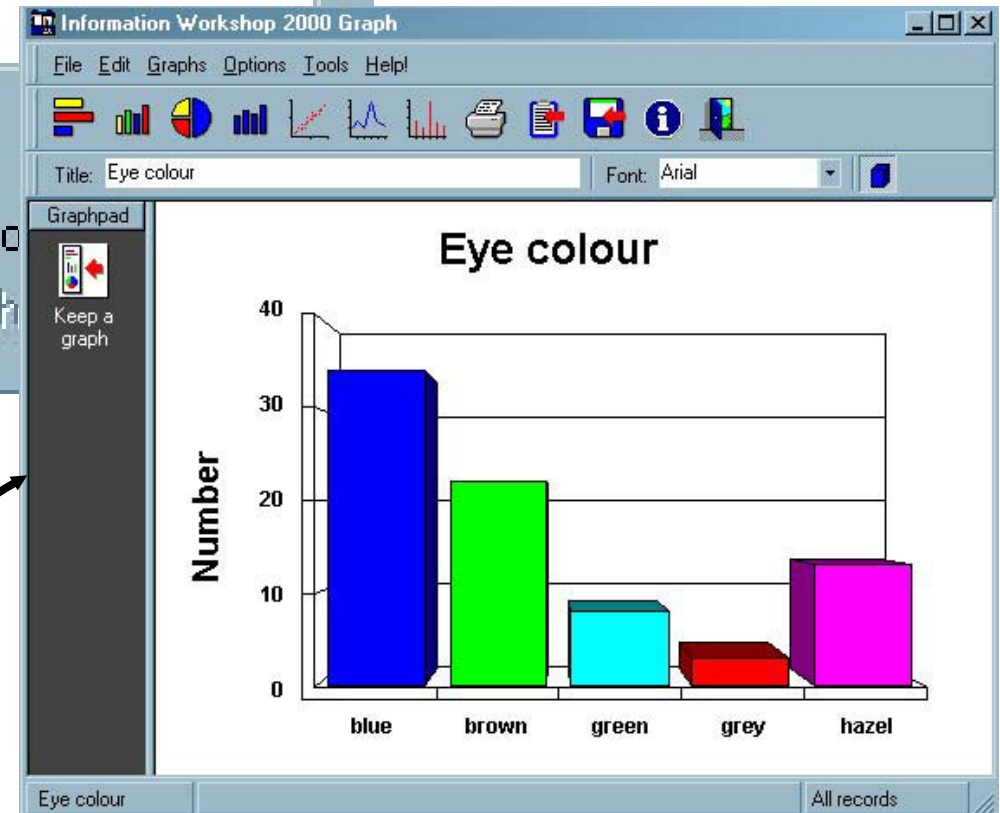 Information Workshop 2000 Graph
File Edit Graphs Options Tools Help!
Title: Eye colour Font: Arial
Graphpad
Keep a
graph
Eye colour
40
30
20
10
0
Number
blue brown green grey hazel
Eye colour All records